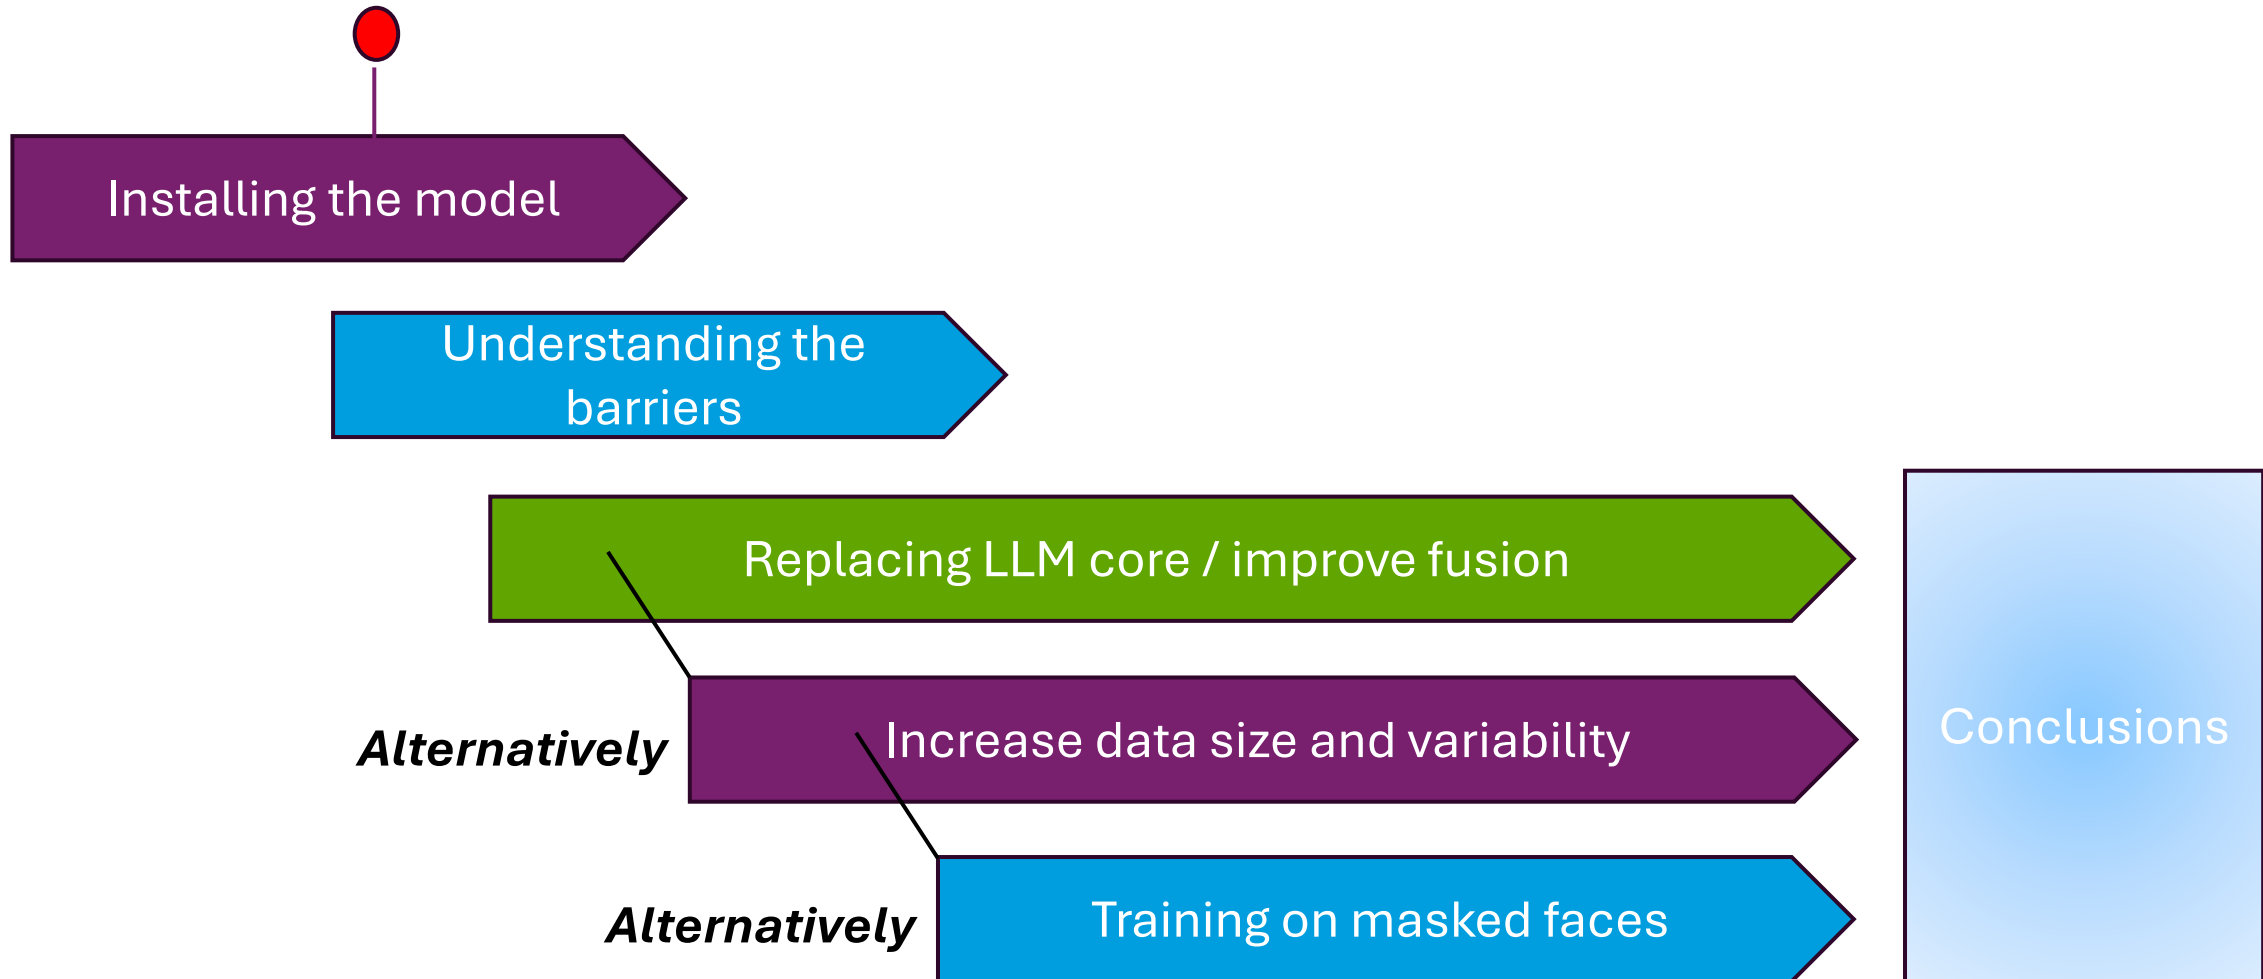 Installing the model
Understanding the
barriers
Replacing LLM core / improve fusion
Alternatively
Increase data size and variability
Conclusions
Alternatively
Training on masked faces